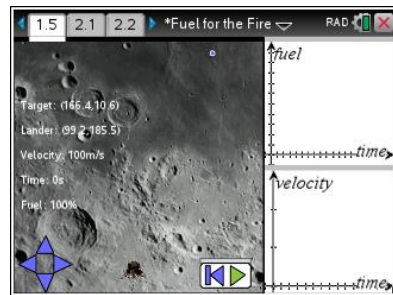 1.5 2.1 2.2 *Fuel for the Fire RAD
fuel
Target: (166.4,10.6)
Lander: (99.2,185.5)
Velocity: 100m/s
Time: 0s
Fuel: 100%
time
velocity
time